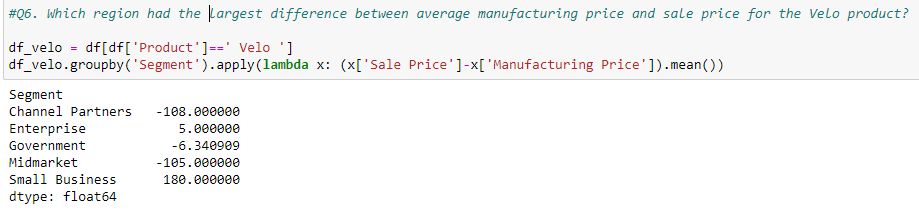 #Q6. Which region had the largest difference between average manufacturing price and sale price for the Velo product?
df_velo = df[df['Product']==' Velo ']
df_velo.groupby('Segment').apply(lambda x: (x['Sale Price']-x['Manufacturing Price']).mean())
Segment
Channel Partners   -108.000000
Enterprise            5.000000
Government           -6.340909
Midmarket          -105.000000
Small Business      180.000000
dtype: float64